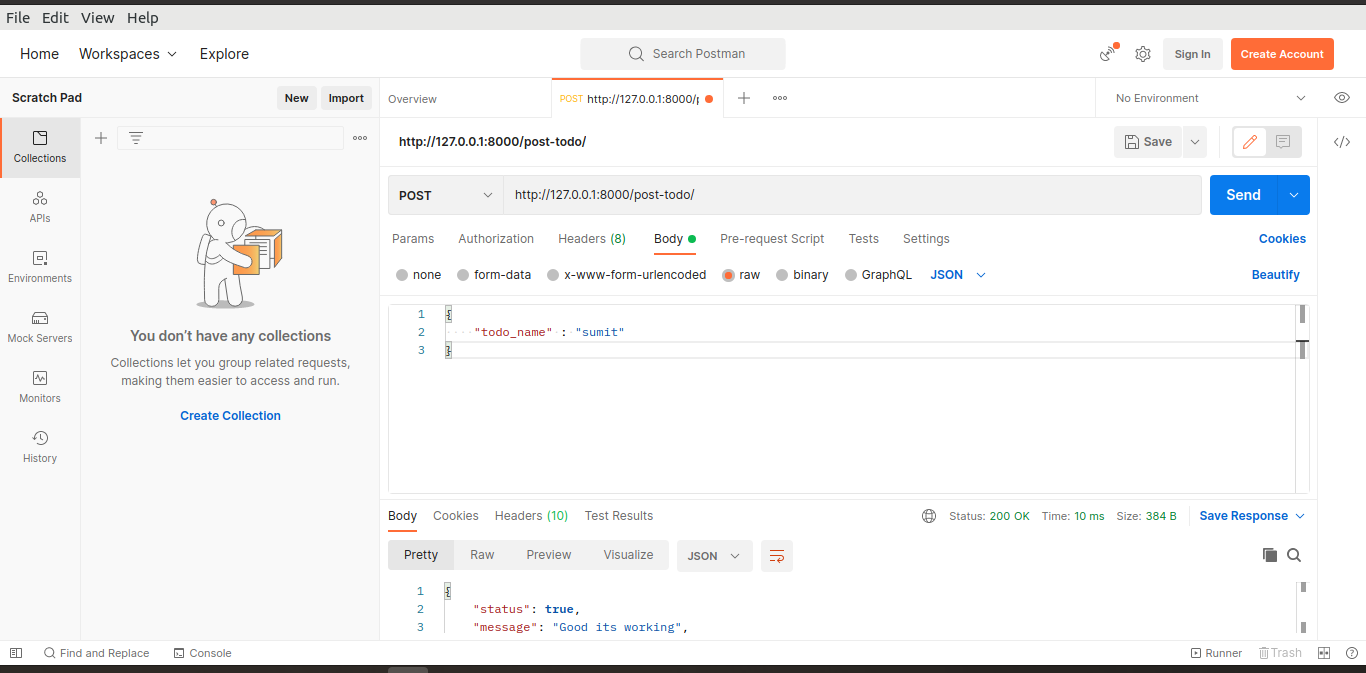 File Edit View Help
Home Workspaces Explore Search Postman Sign In Create Account
Scratch Pad New Import Overview POST http://127.0.0.1:8000/p No Environment
http://127.0.0.1:8000/post-todo/ Save
Collections
APIs
Environments
Mock Servers
Monitors
History
You don't have any collections
Collections let you group related requests,
making them easier to access and run.
Create Collection
POST http://127.0.0.1:8000/post-todo/ Send
Params Authorization Headers (8) Body Pre-request Script Tests Settings Cookies
none form-data x-www-form-urlencoded raw binary GraphQL JSON Beautify
1 {
2 "todo_name" : "sumit"
3 }
Body Cookies Headers (10) Test Results Status: 200 OK Time: 10 ms Size: 384 B Save Response
Pretty Raw Preview Visualize JSON
1 {
2 "status": true,
3 "message": "Good its working",
Find and Replace Console Runner Trash